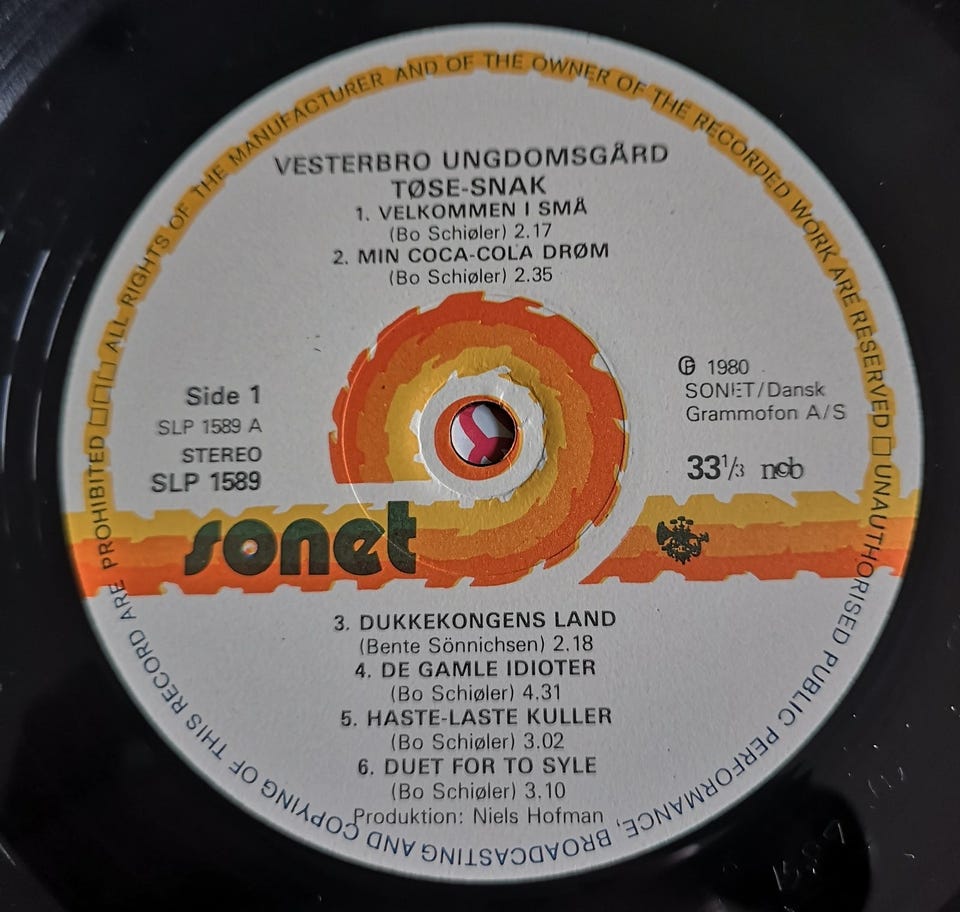 ALL RIGHTS OF THE MANUFACTURER AND OF THE OWNER OF THE RECORDED WORK ARE RESERVED □ UNAUTHORISED PUBLIC PERFORMANCE, BROADCASTING AND COPYING OF THIS RECORD ARE PROHIBITED □□□
VESTERBRO UNGDOMSGÅRD
TØSE-SNAK
1. VELKOMMEN I SMÅ
(Bo Schiøler) 2.17
2. MIN COCA-COLA DRØM
(Bo Schiøler) 2.35
Side 1
SLP 1589 A
STEREO
SLP 1589
℗ 1980
SONET/Dansk
Grammofon A/S
33 1/3 ncb
sonet
3. DUKKEKONGENS LAND
(Bente Sönnichsen) 2.18
4. DE GAMLE IDIOTER
(Bo Schiøler) 4.31
5. HASTE-LASTE KULLER
(Bo Schiøler) 3.02
6. DUET FOR TO SYLE
(Bo Schiøler) 3.10
Produktion: Niels Hofman